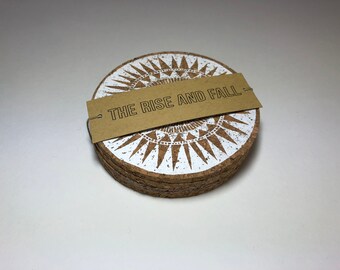 THE RISE AND FALL